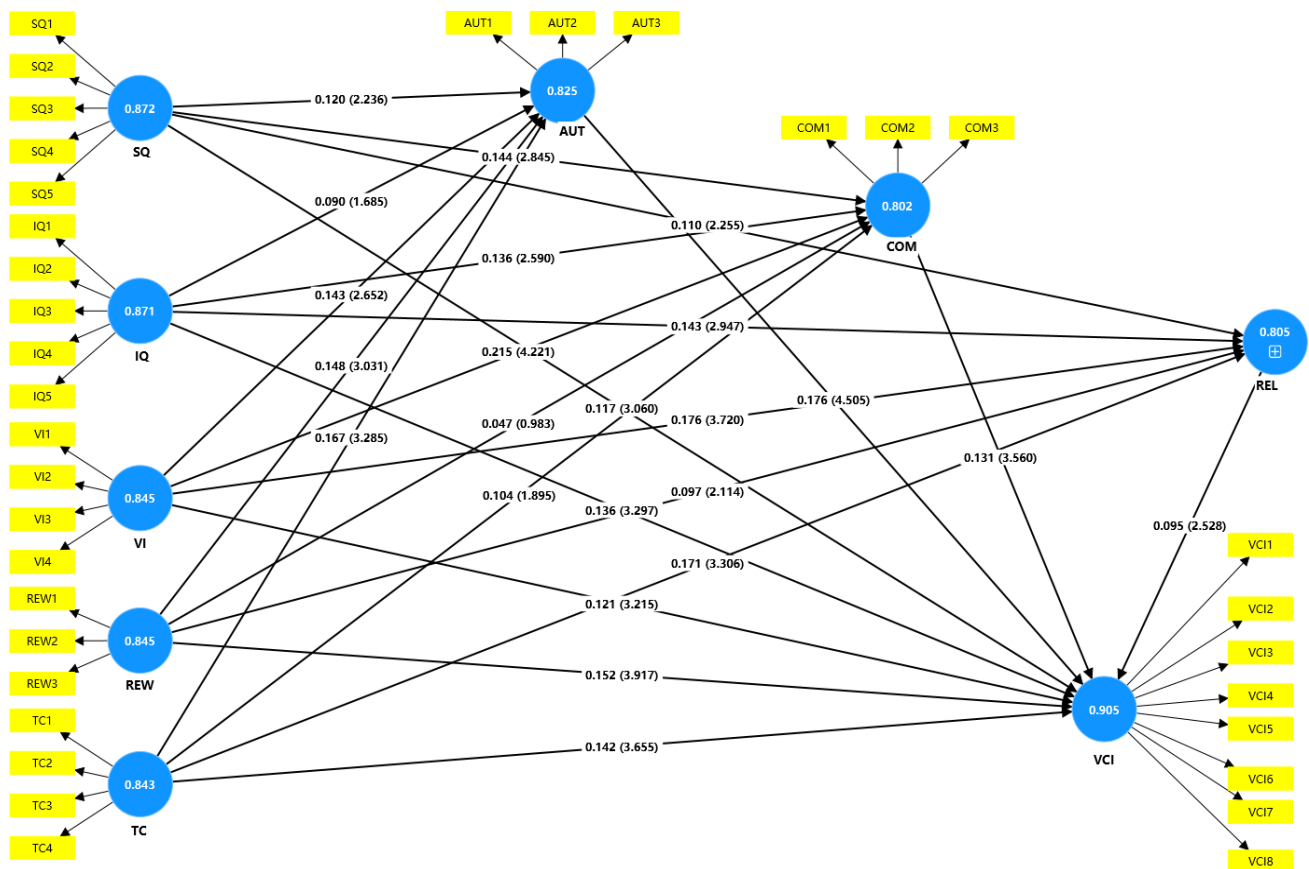 SQ1
AUT1 AUT2 AUT3
SQ2
0.872
0.825
SQ3
0.120 (2.236)
AUT
COM1 COM2 COM3
SQ4
SQ
0.144 (2.845)
SQ5
0.090 (1.685)
0.802
IQ1
0.110 (2.255)
COM
0.136 (2.590)
IQ2
0.143 (2.652)
IQ3
0.871
0.143 (2.947)
0.805
IQ4
IQ
0.215 (4.221)
REL
0.148 (3.031)
IQ5
0.117 (3.060)
0.176 (4.505)
0.176 (3.720)
0.047 (0.983)
VI1
0.167 (3.285)
0.131 (3.560)
VI2
0.845
0.104 (1.895)
0.097 (2.114)
0.136 (3.297)
VI3
0.095 (2.528)
VI
VCI1
VI4
0.171 (3.306)
REW1
0.121 (3.215)
VCI2
REW2
0.845
VCI3
REW3
REW
0.152 (3.917)
VCI4
0.905
TC1
VCI5
0.142 (3.655)
TC2
VCI
VCI6
0.843
TC3
VCI7
TC
TC4
VCI8